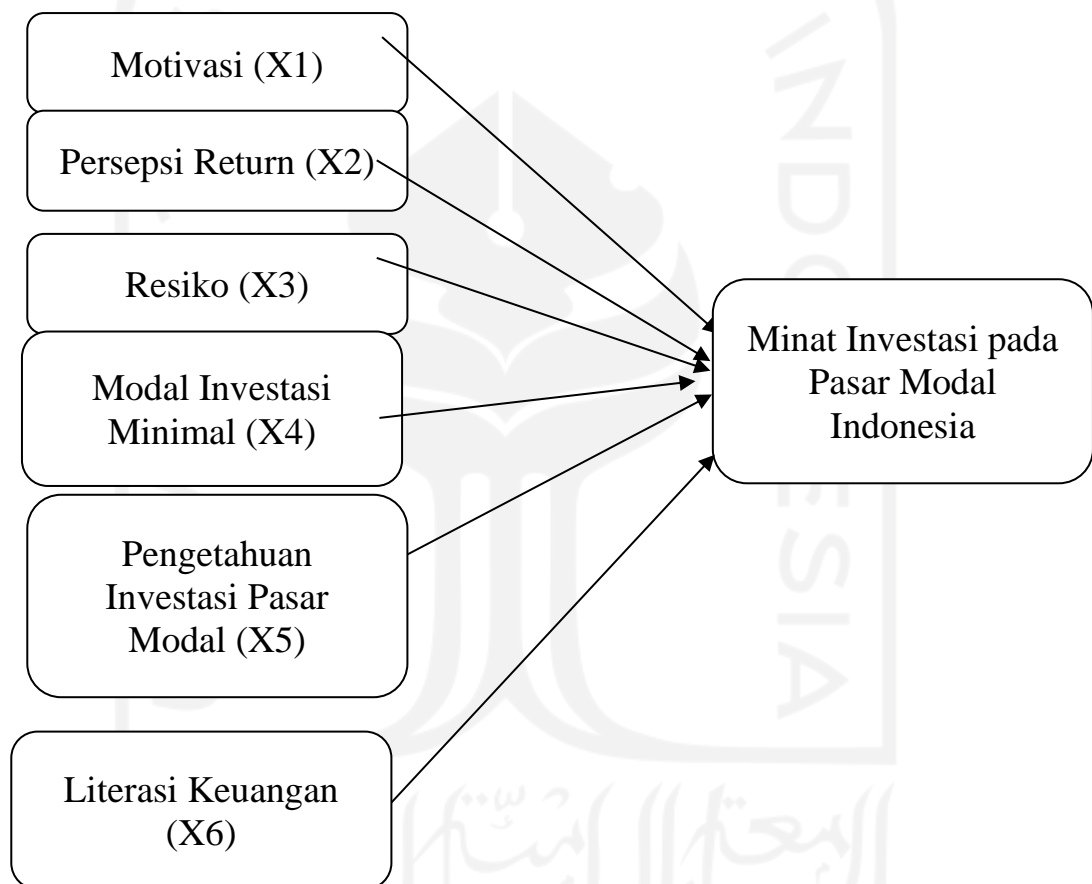 Motivasi (X1)
Persepsi Return (X2)
Resiko (X3)
Modal Investasi
Minimal (X4)
Pengetahuan
Investasi Pasar
Modal (X5)
Literasi Keuangan
(X6)
Minat Investasi pada
Pasar Modal
Indonesia
INDONESIA